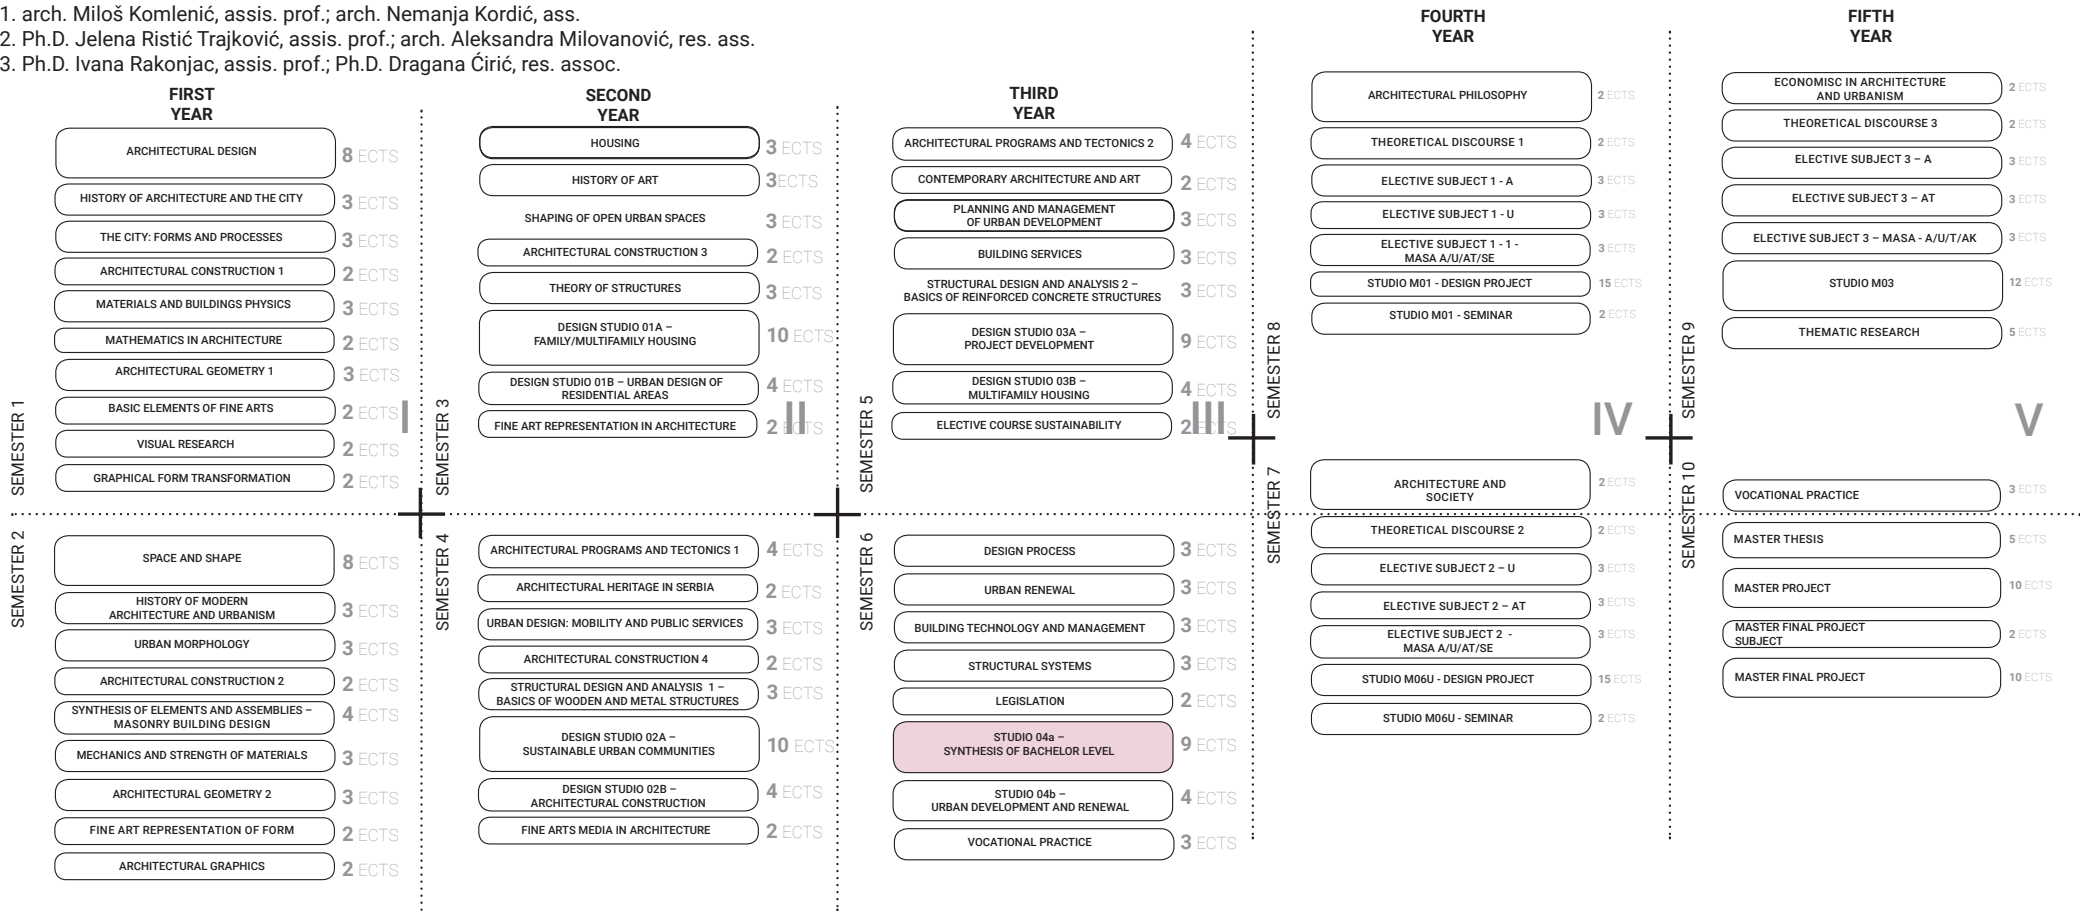 1. arch. Miloš Komlenić, assis. prof.; arch. Nemanja Kordić, ass.
2. Ph.D. Jelena Ristić Trajković, assis. prof.; arch. Aleksandra Milovanović, res. ass.
3. Ph.D. Ivana Rakonjac, assis. prof.; Ph.D. Dragana Ćirić, res. assoc.
FIRST
YEAR
SEMESTER 1
ARCHITECTURAL DESIGN 8 ECTS
HISTORY OF ARCHITECTURE AND THE CITY 3 ECTS
THE CITY: FORMS AND PROCESSES 3 ECTS
ARCHITECTURAL CONSTRUCTION 1 2 ECTS
MATERIALS AND BUILDINGS PHYSICS 3 ECTS
MATHEMATICS IN ARCHITECTURE 2 ECTS
ARCHITECTURAL GEOMETRY 1 3 ECTS
BASIC ELEMENTS OF FINE ARTS 2 ECTS
I
VISUAL RESEARCH 2 ECTS
GRAPHICAL FORM TRANSFORMATION 2 ECTS
SEMESTER 2
SPACE AND SHAPE 8 ECTS
HISTORY OF MODERN
ARCHITECTURE AND URBANISM 3 ECTS
URBAN MORPHOLOGY 3 ECTS
ARCHITECTURAL CONSTRUCTION 2 2 ECTS
SYNTHESIS OF ELEMENTS AND ASSEMBLIES –
MASONRY BUILDING DESIGN 4 ECTS
MECHANICS AND STRENGTH OF MATERIALS 3 ECTS
ARCHITECTURAL GEOMETRY 2 3 ECTS
FINE ART REPRESENTATION OF FORM 2 ECTS
ARCHITECTURAL GRAPHICS 2 ECTS
SECOND
YEAR
SEMESTER 3
HOUSING 3 ECTS
HISTORY OF ART 3ECTS
SHAPING OF OPEN URBAN SPACES 3 ECTS
ARCHITECTURAL CONSTRUCTION 3 2 ECTS
THEORY OF STRUCTURES 3 ECTS
DESIGN STUDIO 01A –
FAMILY/MULTIFAMILY HOUSING 10 ECTS
DESIGN STUDIO 01B – URBAN DESIGN OF
RESIDENTIAL AREAS 4 ECTS
FINE ART REPRESENTATION IN ARCHITECTURE 2 ECTS
II
SEMESTER 4
ARCHITECTURAL PROGRAMS AND TECTONICS 1 4 ECTS
ARCHITECTURAL HERITAGE IN SERBIA 2 ECTS
URBAN DESIGN: MOBILITY AND PUBLIC SERVICES 3 ECTS
ARCHITECTURAL CONSTRUCTION 4 2 ECTS
STRUCTURAL DESIGN AND ANALYSIS 1 –
BASICS OF WOODEN AND METAL STRUCTURES 3 ECTS
DESIGN STUDIO 02A –
SUSTAINABLE URBAN COMMUNITIES 10 ECTS
DESIGN STUDIO 02B –
ARCHITECTURAL CONSTRUCTION 4 ECTS
FINE ARTS MEDIA IN ARCHITECTURE 2 ECTS
THIRD
YEAR
SEMESTER 5
ARCHITECTURAL PROGRAMS AND TECTONICS 2 4 ECTS
CONTEMPORARY ARCHITECTURE AND ART 2 ECTS
PLANNING AND MANAGEMENT
OF URBAN DEVELOPMENT 3 ECTS
BUILDING SERVICES 3 ECTS
STRUCTURAL DESIGN AND ANALYSIS 2 –
BASICS OF REINFORCED CONCRETE STRUCTURES 3 ECTS
DESIGN STUDIO 03A –
PROJECT DEVELOPMENT 9 ECTS
DESIGN STUDIO 03B –
MULTIFAMILY HOUSING 4 ECTS
ELECTIVE COURSE SUSTAINABILITY 2 ECTS
III
SEMESTER 6
DESIGN PROCESS 3 ECTS
URBAN RENEWAL 3 ECTS
BUILDING TECHNOLOGY AND MANAGEMENT 3 ECTS
STRUCTURAL SYSTEMS 3 ECTS
LEGISLATION 2 ECTS
STUDIO 04a –
SYNTHESIS OF BACHELOR LEVEL 9 ECTS
STUDIO 04b –
URBAN DEVELOPMENT AND RENEWAL 4 ECTS
VOCATIONAL PRACTICE 3 ECTS
FOURTH
YEAR
SEMESTER 8
ARCHITECTURAL PHILOSOPHY 2 ECTS
THEORETICAL DISCOURSE 1 2 ECTS
ELECTIVE SUBJECT 1 - A 3 ECTS
ELECTIVE SUBJECT 1 - U 3 ECTS
ELECTIVE SUBJECT 1 - 1 -
MASA A/U/AT/SE 3 ECTS
STUDIO M01 - DESIGN PROJECT 15 ECTS
STUDIO M01 - SEMINAR 2 ECTS
IV
SEMESTER 7
ARCHITECTURE AND
SOCIETY 2 ECTS
THEORETICAL DISCOURSE 2 2 ECTS
ELECTIVE SUBJECT 2 – U 3 ECTS
ELECTIVE SUBJECT 2 – AT 3 ECTS
ELECTIVE SUBJECT 2 -
MASA A/U/AT/SE 3 ECTS
STUDIO M06U - DESIGN PROJECT 15 ECTS
STUDIO M06U - SEMINAR 2 ECTS
FIFTH
YEAR
SEMESTER 9
ECONOMISC IN ARCHITECTURE
AND URBANISM 2 ECTS
THEORETICAL DISCOURSE 3 2 ECTS
ELECTIVE SUBJECT 3 – A 3 ECTS
ELECTIVE SUBJECT 3 – AT 3 ECTS
ELECTIVE SUBJECT 3 – MASA - A/U/T/AK 3 ECTS
STUDIO M03 12 ECTS
THEMATIC RESEARCH 5 ECTS
V
SEMESTER 10
VOCATIONAL PRACTICE 3 ECTS
MASTER THESIS 5 ECTS
MASTER PROJECT 10 ECTS
MASTER FINAL PROJECT
SUBJECT 2 ECTS
MASTER FINAL PROJECT 10 ECTS